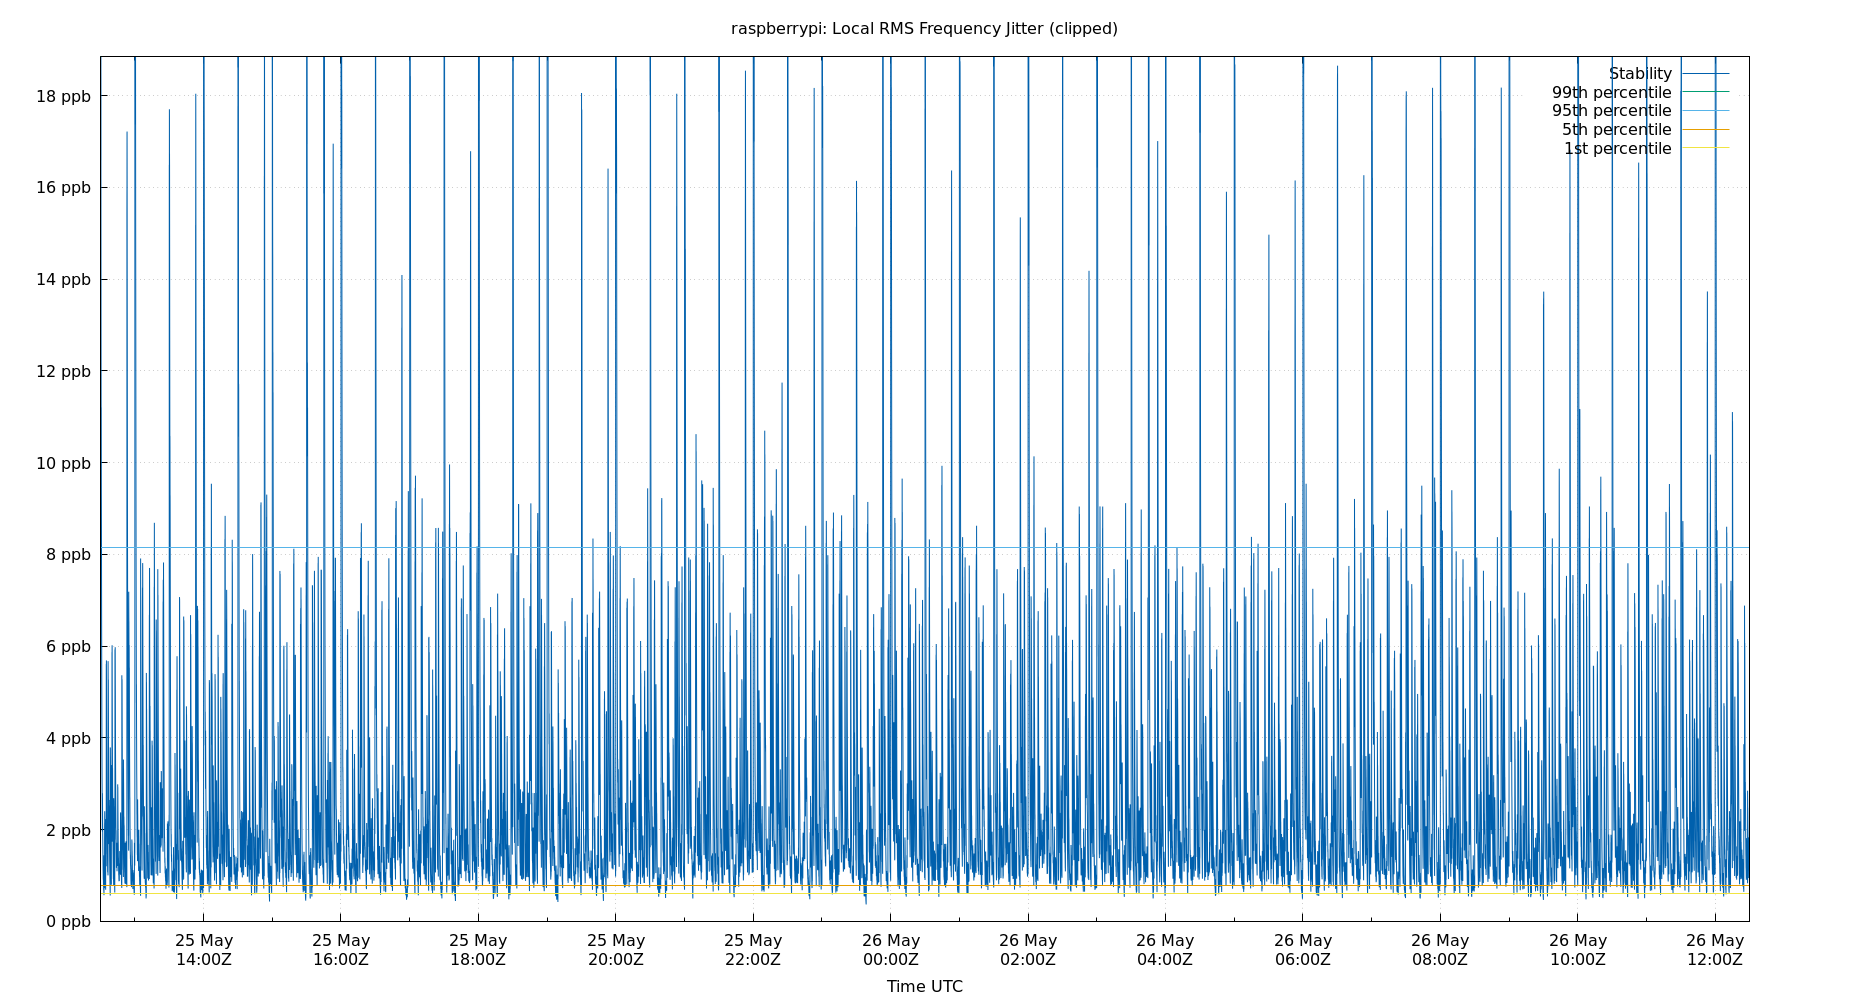 raspberrypi: Local RMS Frequency Jitter (clipped)
Stability
99th percentile
95th percentile
5th percentile
1st percentile
18 ppb
16 ppb
14 ppb
12 ppb
10 ppb
8 ppb
6 ppb
4 ppb
2 ppb
0 ppb
25 May 25 May 25 May 25 May 25 May 26 May 26 May 26 May 26 May 26 May 26 May 26 May
14:00Z 16:00Z 18:00Z 20:00Z 22:00Z 00:00Z 02:00Z 04:00Z 06:00Z 08:00Z 10:00Z 12:00Z
Time UTC